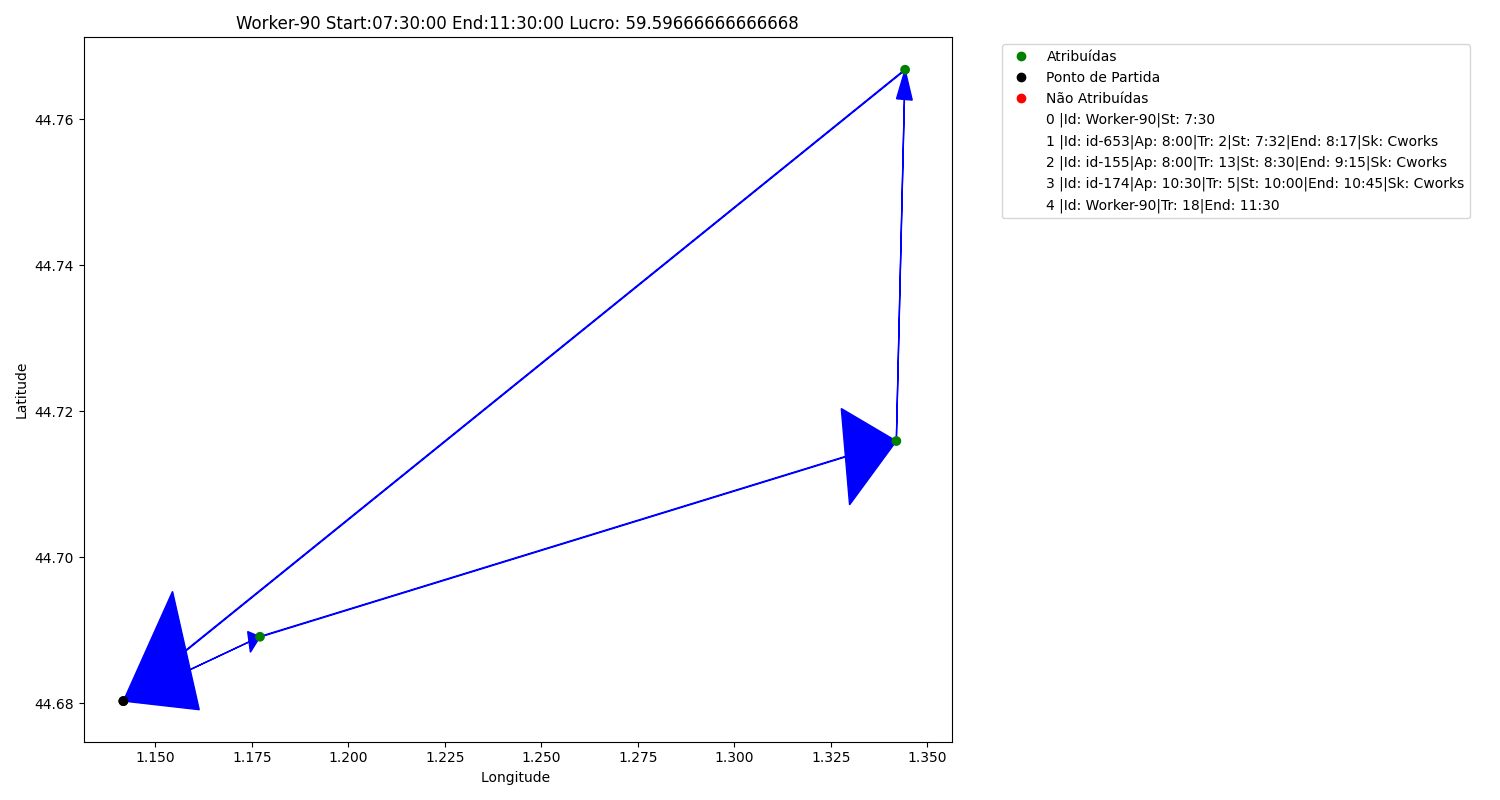 Worker-90 Start:07:30:00 End:11:30:00 Lucro: 59.59666666666668
44.76
44.74
44.72
44.70
44.68
Latitude
1.150 1.175 1.200 1.225 1.250 1.275 1.300 1.325 1.350
Longitude
Atribuídas
Ponto de Partida
Não Atribuídas
0 |Id: Worker-90|St: 7:30
1 |Id: id-653|Ap: 8:00|Tr: 2|St: 7:32|End: 8:17|Sk: Cworks
2 |Id: id-155|Ap: 8:00|Tr: 13|St: 8:30|End: 9:15|Sk: Cworks
3 |Id: id-174|Ap: 10:30|Tr: 5|St: 10:00|End: 10:45|Sk: Cworks
4 |Id: Worker-90|Tr: 18|End: 11:30